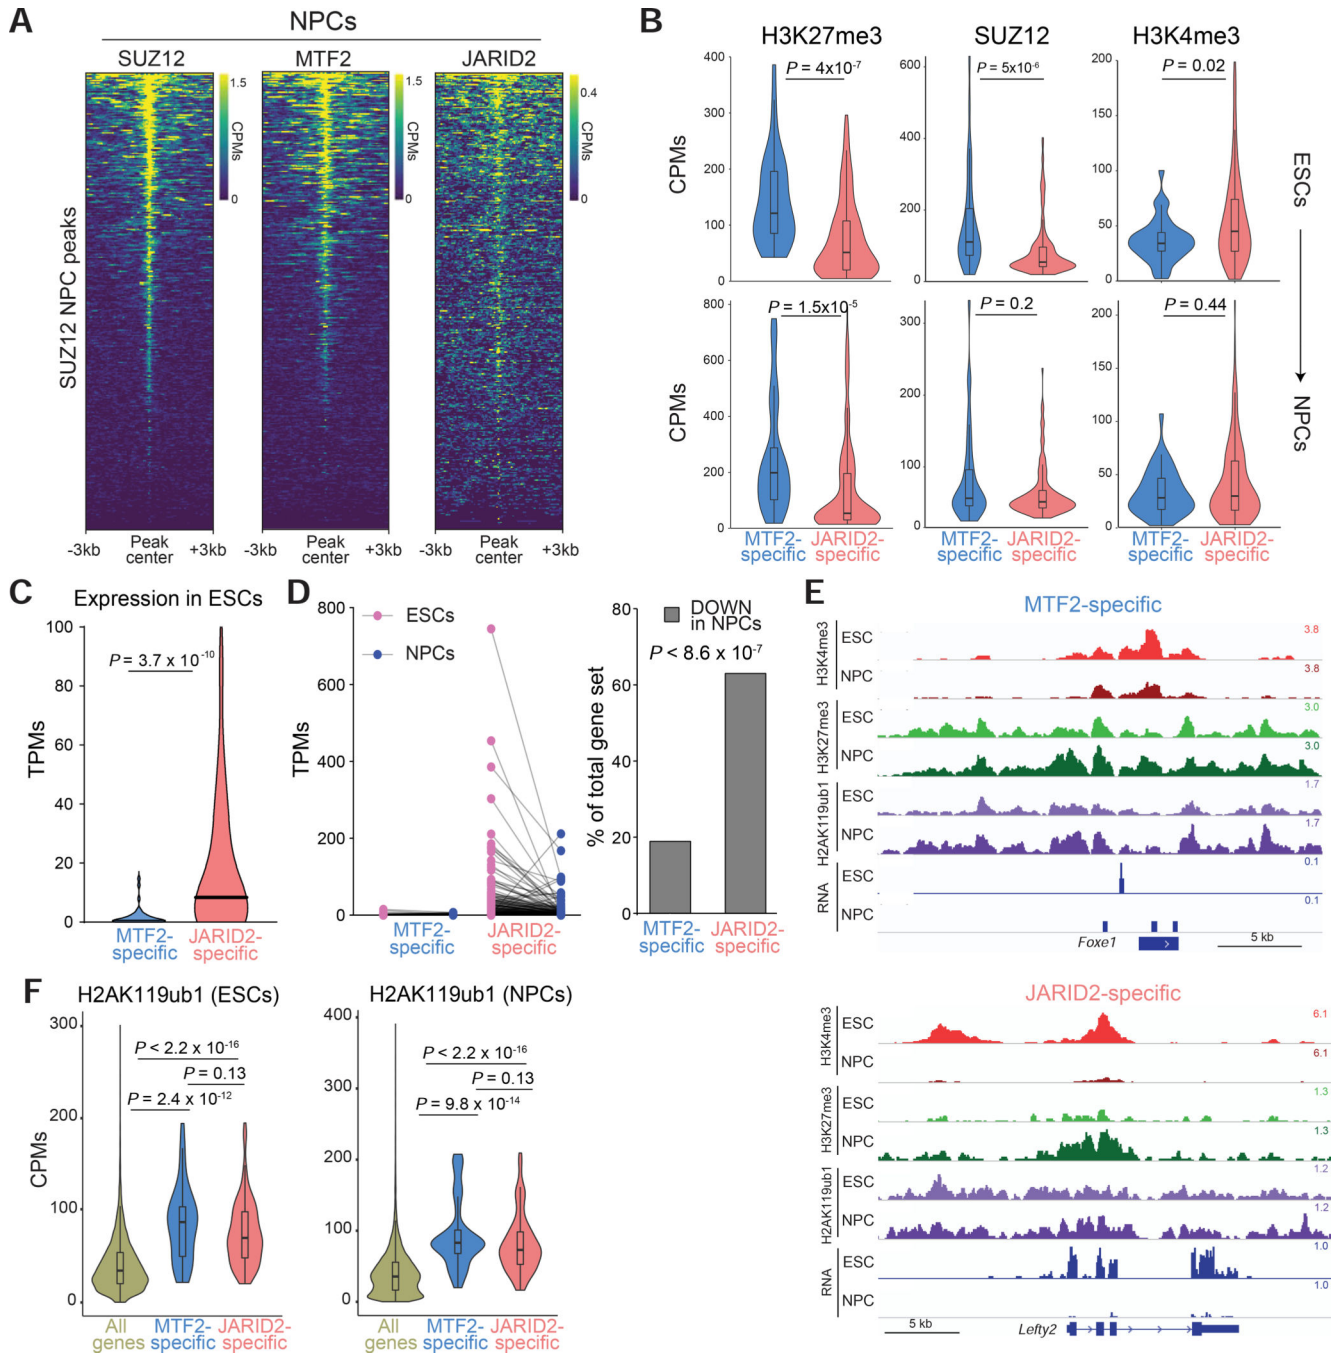 A
NPCs
SUZ12
MTF2
JARID2
1.5
CPMs
0
1.5
CPMs
0
0.4
CPMs
0
SUZ12 NPC peaks
-3kb
Peak
center
+3kb
-3kb
Peak
center
+3kb
-3kb
Peak
center
+3kb
B
H3K27me3
SUZ12
H3K4me3
P = 4x10-7
P = 5x10-6
P = 0.02
CPMs
400
300
200
100
0
600
400
200
0
200
150
100
50
0
ESCs
NPCs
P = 1.5x10-5
P = 0.2
P = 0.44
CPMs
800
600
400
200
0
300
200
100
0
200
150
100
50
0
MTF2-
specific
JARID2-
specific
MTF2-
specific
JARID2-
specific
MTF2-
specific
JARID2-
specific
C
Expression in ESCs
P = 3.7 x 10-10
TPMs
100
80
60
40
20
0
MTF2-
specific
JARID2-
specific
D
ESCs
NPCs
TPMs
800
600
400
200
0
MTF2-
specific
JARID2-
specific
DOWN
in NPCs
P < 8.6 x 10-7
% of total gene set
80
60
40
20
0
MTF2-
specific
JARID2-
specific
E
MTF2-specific
H3K4me3
ESC
3.8
NPC
3.8
H3K27me3
ESC
3.0
NPC
3.0
H2AK119ub1
ESC
1.7
NPC
1.7
RNA
ESC
0.1
NPC
0.1
Foxe1
5 kb
JARID2-specific
H3K4me3
ESC
6.1
NPC
6.1
H3K27me3
ESC
1.3
NPC
1.3
H2AK119ub1
ESC
1.2
NPC
1.2
RNA
ESC
1.0
NPC
1.0
5 kb
Lefty2
F
H2AK119ub1 (ESCs)
P < 2.2 x 10-16
P = 0.13
P = 2.4 x 10-12
CPMs
300
200
100
0
All
genes
MTF2-
specific
JARID2-
specific
H2AK119ub1 (NPCs)
P < 2.2 x 10-16
P = 0.13
P = 9.8 x 10-14
400
300
200
100
0
All
genes
MTF2-
specific
JARID2-
specific